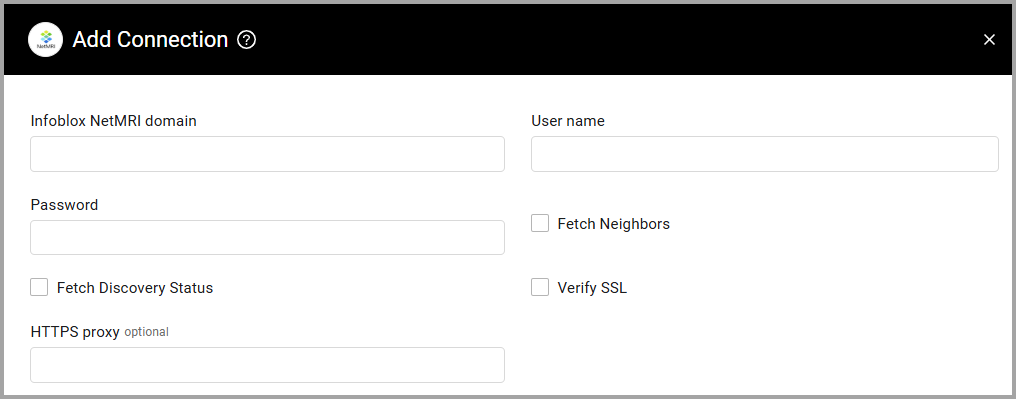 NetMRI
Add Connection ?
Infoblox NetMRI domain
User name
Password
Fetch Neighbors
Fetch Discovery Status
Verify SSL
HTTPS proxy optional